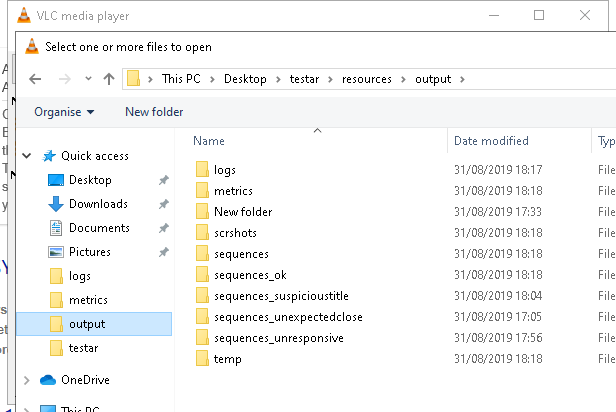 VLC media player
Select one or more files to open
This PC > Desktop > testar > resources > output >
Organise New folder
Name Date modified Typ
Quick access
Desktop
Downloads
Documents
Pictures
logs
metrics
output
testar
OneDrive
This PC
logs 31/08/2019 18:17 File
metrics 31/08/2019 18:18 File
New folder 31/08/2019 17:33 File
scrshots 31/08/2019 18:18 File
sequences 31/08/2019 18:18 File
sequences_ok 31/08/2019 18:18 File
sequences_suspicioustitle 31/08/2019 18:04 File
sequences_unexpectedclose 31/08/2019 17:05 File
sequences_unresponsive 31/08/2019 17:56 File
temp 31/08/2019 18:18 File